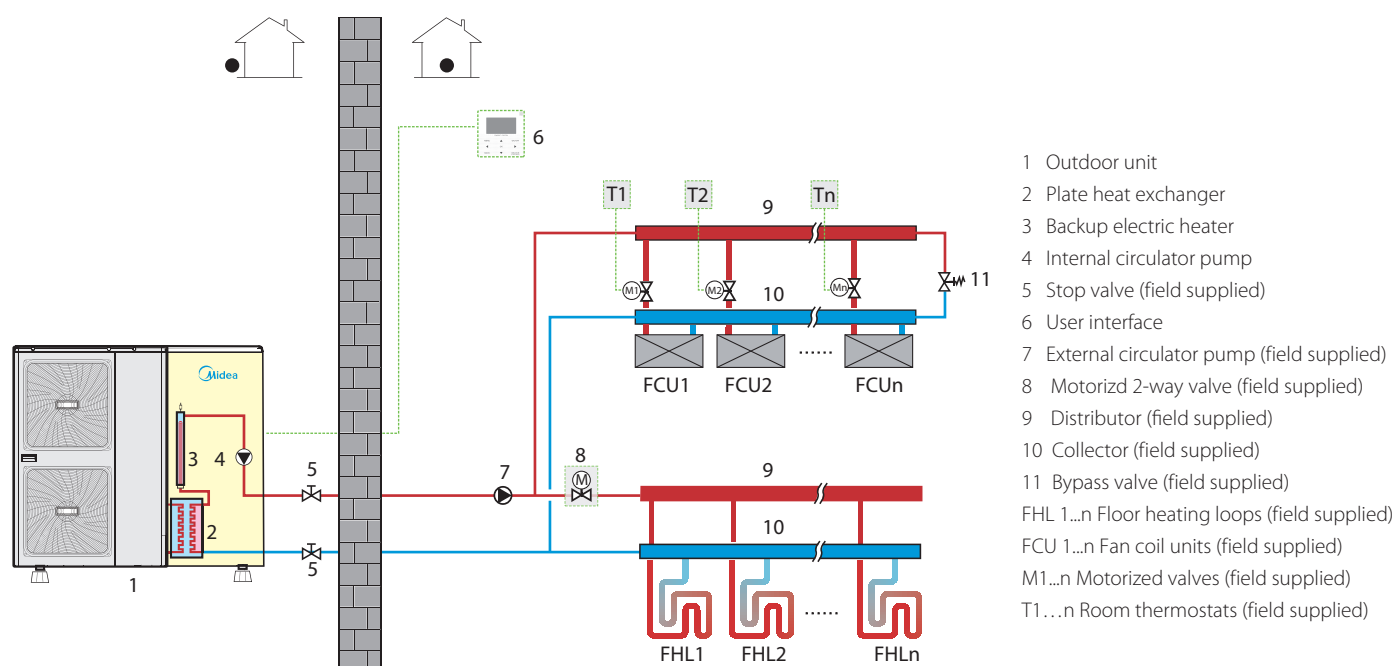 6
T1
T2
Tn
9
M1
M2
Mn
11
10
FCU1
FCU2
......
FCUn
Midea
3
4
5
7
8
M
9
2
10
5
1
......
FHL1
FHL2
FHLn
1 Outdoor unit
2 Plate heat exchanger
3 Backup electric heater
4 Internal circulator pump
5 Stop valve (field supplied)
6 User interface
7 External circulator pump (field supplied)
8 Motorizd 2-way valve (field supplied)
9 Distributor (field supplied)
10 Collector (field supplied)
11 Bypass valve (field supplied)
FHL 1...n Floor heating loops (field supplied)
FCU 1...n Fan coil units (field supplied)
M1...n Motorized valves (field supplied)
T1…n Room thermostats (field supplied)